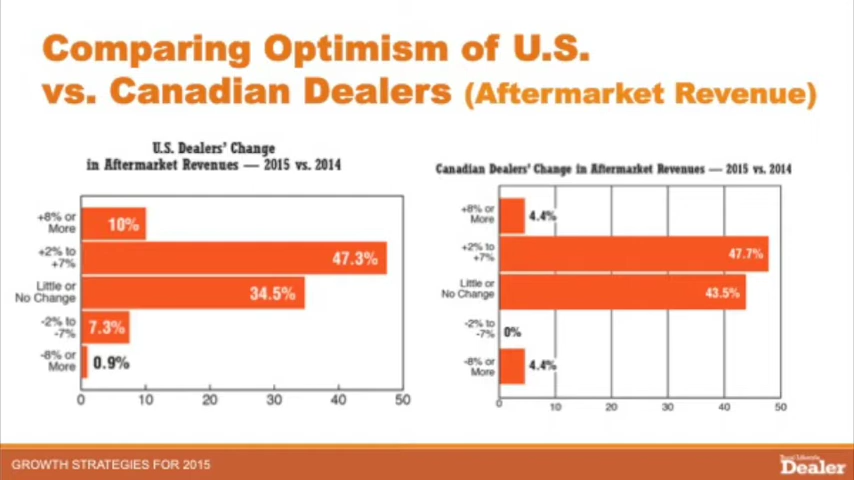 Comparing Optimism of U.S.
vs. Canadian Dealers (Aftermarket Revenue)
U.S. Dealers' Change
in Aftermarket Revenues — 2015 vs. 2014
+8% or
More
10%
+2% to
+7%
47.3%
Little or
No Change
34.5%
-2% to
-7%
7.3%
-8% or
More
0.9%
0 10 20 30 40 50
Canadian Dealers' Change in Aftermarket Revenues — 2015 vs. 2014
+8% or
More
4.4%
+2% to
+7%
47.7%
Little or
No Change
43.5%
-2% to
-7%
0%
-8% or
More
4.4%
0 10 20 30 40 50
GROWTH STRATEGIES FOR 2015
Dealer